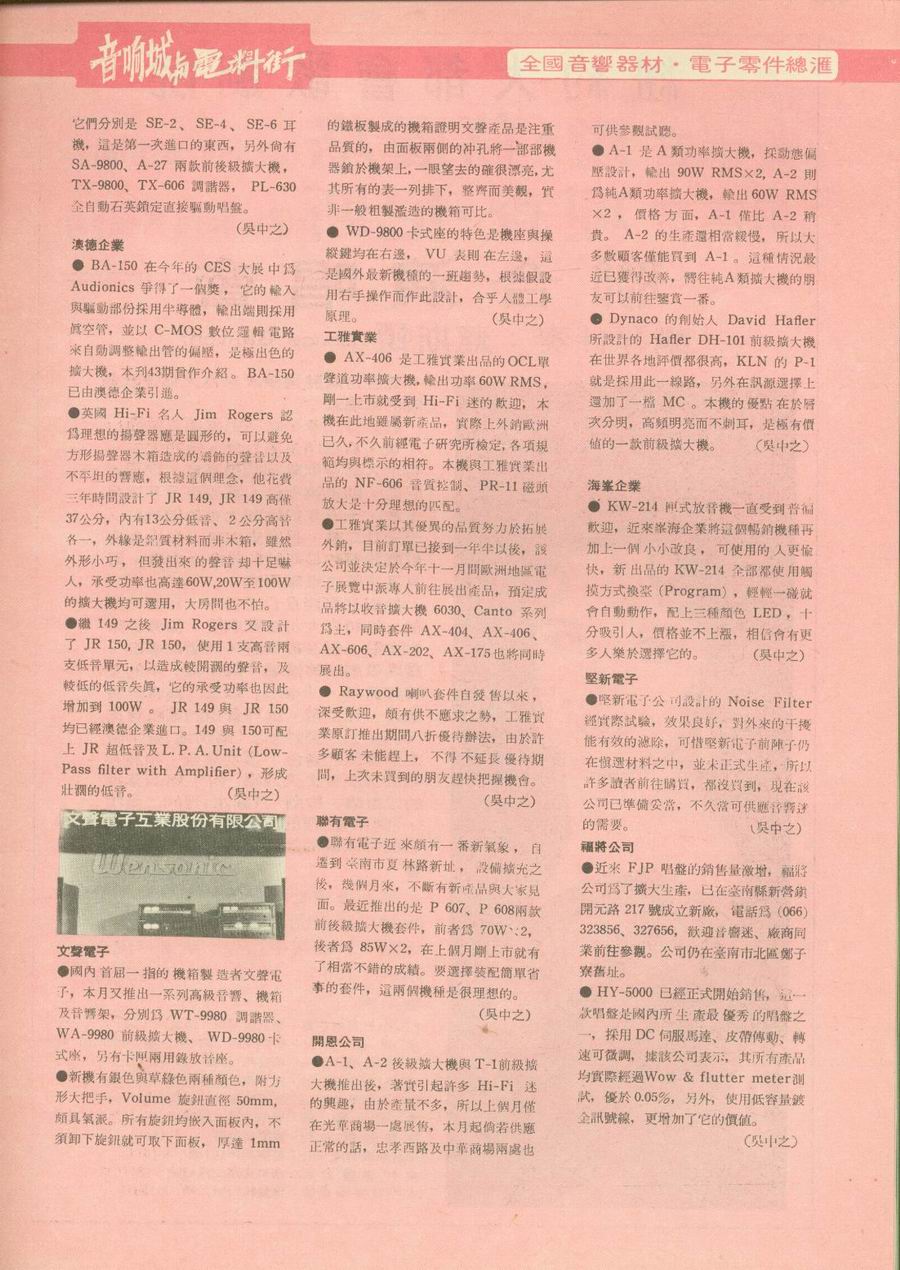 音响城与電料街
全國音響器材・電子零件總滙
它們分別是 SE-2、SE-4、SE-6 耳
機，這是第一次進口的東西，另外尙有
SA-9800、A-27 兩款前後級擴大機，
TX-9800、TX-606 調諧器， PL-630
全自動石英鎖定直接驅動唱盤。
(吳中之)
澳德企業
● BA-150 在今年的 CES 大展中爲
Audionics 爭得了一個獎， 它的輸入
與驅動部份採用半導體，輸出端則採用
眞空管，並以 C-MOS 數位邏輯電路
來自動調整輸出管的偏壓，是極出色的
擴大機，本刊43期曾作介紹。BA-150
已由澳德企業引進。
●英國 Hi-Fi 名人 Jim Rogers 認
爲理想的揚聲器應是圓形的，可以避免
方形揚聲器木箱造成的矯飾的聲音以及
不平坦的響應，根據這個理念，他花費
三年時間設計了 JR 149, JR 149 高僅
37公分，內有13公分低音、2公分高音
各一，外緣是鋁質材料而非木箱，雖然
外形小巧， 但發出來的聲音却十足嚇
人，承受功率也高達60W,20W至100W
的擴大機均可選用，大房間也不怕。
●繼 149 之後 Jim Rogers 又設計
了 JR 150, JR 150， 使用1支高音兩
支低音單元，以造成較開濶的聲音，及
較低的低音失眞，它的承受功率也因此
增加到 100W 。 JR 149 與 JR 150
均已經澳德企業進口。149 與 150可配
上 JR 超低音及 L. P. A. Unit (Low-
Pass filter with Amplifier)，形成
壯濶的低音。 (吳中之)
文聲電子互業股份有限公司
Wensonic
文聲電子
●國內首屈一指的機箱製造者文聲電
子，本月又推出一系列高級音響、機箱
及音響架，分別爲 WT-9980 調諧器、
WA-9980 前級擴大機、 WD-9980卡
式座，另有卡匣兩用錄放音座。
●新機有銀色與草綠色兩種顏色，附方
形大把手，Volume 旋鈕直徑 50mm,
頗具氣派。所有旋鈕均嵌入面板內，不
須卸下旋鈕就可取下面板， 厚達 1mm
的鐵板製成的機箱證明文聲產品是注重
品質的，由面板兩側的冲孔將一部部機
器鎖於機架上，一眼望去的確很漂亮,尤
其所有的表一列排下，整齊而美觀，實
非一般粗製濫造的機箱可比。
● WD-9800 卡式座的特色是機座與操
縱鍵均在右邊， VU 表則在左邊，這
是國外最新機種的一班趨勢，根據假設
用右手操作而作此設計，合乎人體工學
原理。 (吳中之)
工雅實業
● AX-406 是工雅實業出品的OCL單
聲道功率擴大機,輸出功率 60W RMS，
剛一上市就受到 Hi-Fi 迷的歡迎， 本
機在此地雖屬新產品，實際上外銷歐洲
已久,不久前經電子研究所檢定,各項規
範均與標示的相符。本機與工雅實業出
品的 NF-606 音質控制、 PR-11 磁頭
放大是十分理想的匹配。
●工雅實業以其優異的品質努力於拓展
外銷，目前訂單已接到一年半以後，該
公司並決定於今年十一月間歐洲地區電
子展覽中派專人前往展出產品，預定成
品將以收音擴大機 6030、Canto 系列
爲主，同時套件 AX-404、AX-406、
AX-606、AX-202、AX-175也將同時
展出。
● Raywood 喇叭套件自發售以來，
深受歡迎，頗有供不應求之勢，工雅實
業原訂推出期間八折優待辦法，由於許
多顧客未能趕上， 不得不延長優待期
間，上次未買到的朋友趕快把握機會。
(吳中之)
聯有電子
●聯有電子近來頗有一番新氣象， 自
遷到臺南市夏林路新址， 設備擴充之
後，幾個月來，不斷有新產品與大家見
面。最近推出的是 P 607、P 608兩款
前後級擴大機套件，前者爲 70W×2,
後者爲 85W×2，在上個月剛上市就有
了相當不錯的成績。要選擇裝配簡單省
事的套件，這兩個機種是很理想的。
(吳中之)
開恩公司
●A-1、A-2 後級擴大機與 T-1前級擴
大機推出後，著實引起許多 Hi-Fi 迷
的興趣，由於產量不多，所以上個月僅
在光華商場一處展售，本月起倘若供應
正常的話，忠孝西路及中華商場兩處也
可供參觀試聽。
● A-1 是 A 類功率擴大機，採動態偏
壓設計，輸出 90W RMS×2, A-2 則
爲純A類功率擴大機，輸出60W RMS
×2 ， 價格方面，A-1 僅比 A-2 稍
貴。 A-2 的生產還相當緩慢，所以大
多數顧客僅能買到 A-1。這種情況最
近已獲得改善，嚮往純A類擴大機的朋
友可以前往鑒賞一番。
● Dynaco 的創始人 David Hafler
所設計的 Hafler DH-101 前級擴大機
在世界各地評價都很高，KLN 的 P-1
就是採用此一線路，另外在訊源選擇上
還加了一檔 MC 。本機的優點在於層
次分明，高頻明亮而不刺耳，是極有價
値的一款前級擴大機。 (吳中之)
海峯企業
● KW-214 匣式放音機一直受到普遍
歡迎，近來峯海企業將這個暢銷機種再
加上一個小小改良，可使用的人更愉
快，新出品的 KW-214 全部都使用觸
摸方式換臺 (Program)，輕輕一碰就
會自動動作，配上三種顏色 LED，十
分吸引人，價格並不上漲，相信會有更
多人樂於選擇它的。 (吳中之)
堅新電子
●堅新電子公司設計的 Noise Filter
經實際試驗，效果良好，對外來的干擾
能有效的濾除，可惜堅新電子前陣子仍
在愼選材料之中，並未正式生產，所以
許多讀者前往購買，都沒買到，現在該
公司已準備妥當，不久當可供應音響迷
的需要。 (吳中之)
福將公司
●近來 FJP 唱盤的銷售量激增，福將
公司爲了擴大生產，已在臺南縣新營鎮
開元路 217 號成立新廠，電話爲 (066)
323856、327656，歡迎音響迷、廠商同
業前往參觀。公司仍在臺南市北區鄭子
寮舊址。
● HY-5000 已經正式開始銷售，這一
款唱盤是國內所生產最優秀的唱盤之
一，採用 DC 伺服馬達、皮帶傳動、轉
速可微調，據該公司表示，其所有產品
均實際經過Wow & flutter meter測
試，優於 0.05%，另外，使用低容量鍍
金訊號線，更增加了它的價値。
(吳中之)